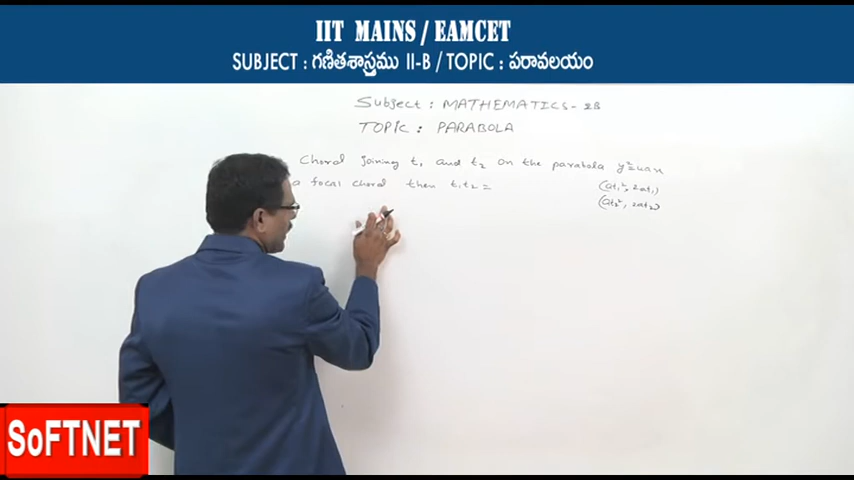 IIT MAINS / EAMCET
SUBJECT : గణితశాస్త్రము II-B / TOPIC : పరావలయం
Subject : MATHEMATICS - 2B
TOPIC : PARABOLA
Chord joining t₁ and t₂ on the parabola y²=4ax
a focal chord then t₁t₂ =
(at₁², 2at₁)
(at₂², 2at₂)
SoFTNET